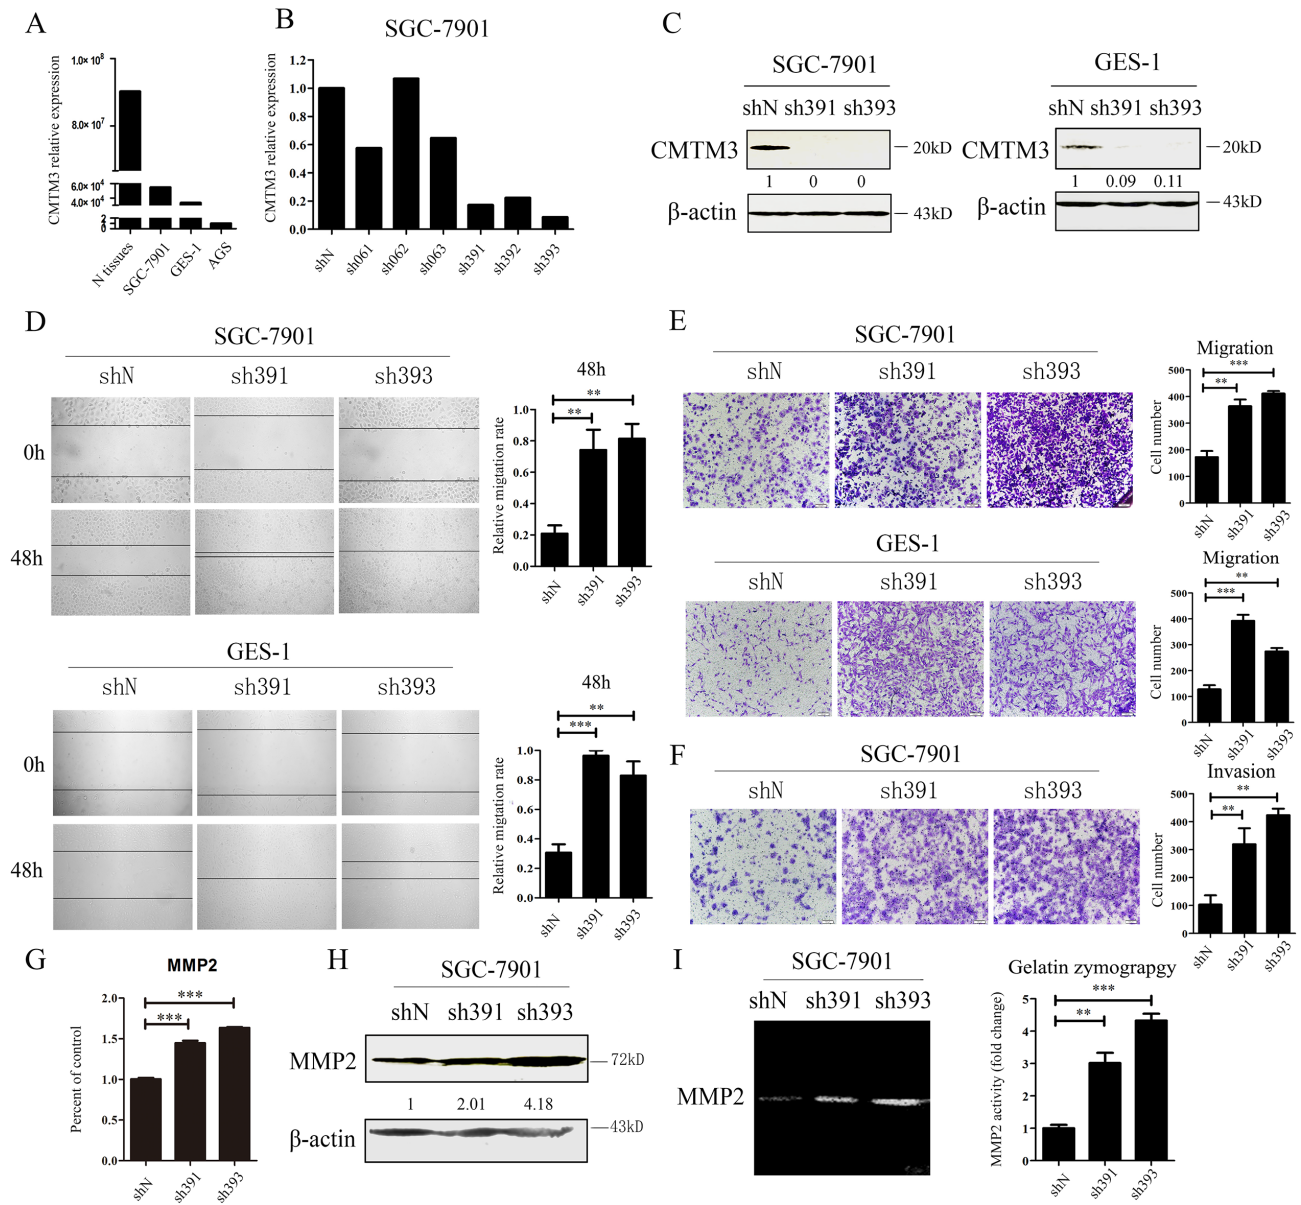 A
CMTM3 relative expression
1.0× 10⁸
8.0× 10⁷
6.0× 10⁴
4.0× 10⁴
2
0
N tissues
SGC-7901
GES-1
AGS
B
SGC-7901
CMTM3 relative expression
1.2
1.0
0.8
0.6
0.4
0.2
0.0
shN
sh061
sh062
sh063
sh391
sh392
sh393
C
SGC-7901
shN sh391 sh393
CMTM3
20kD
1 0 0
β-actin
43kD
GES-1
shN sh391 sh393
CMTM3
20kD
1 0.09 0.11
β-actin
43kD
D
SGC-7901
shN sh391 sh393
0h
48h
48h
Relative migtation rate
1.0
0.8
0.6
0.4
0.2
0.0
**
**
shN
sh391
sh393
GES-1
shN sh391 sh393
0h
48h
48h
Relative migtation rate
1.0
0.8
0.6
0.4
0.2
0.0
**
***
shN
sh391
sh393
E
SGC-7901
shN sh391 sh393
Migration
Cell number
500
400
300
200
100
0
***
**
shN
sh391
sh393
GES-1
shN sh391 sh393
Migration
Cell number
500
400
300
200
100
0
**
***
shN
sh391
sh393
F
SGC-7901
shN sh391 sh393
Invasion
Cell number
500
400
300
200
100
0
**
**
shN
sh391
sh393
G
MMP2
Percent of control
2.0
1.5
1.0
0.5
0.0
***
***
shN
sh391
sh393
H
SGC-7901
shN sh391 sh393
MMP2
72kD
1 2.01 4.18
β-actin
43kD
I
SGC-7901
shN sh391 sh393
MMP2
Gelatin zymograpgy
MMP2 activity (fold change)
5
4
3
2
1
0
***
**
shN
sh391
sh393